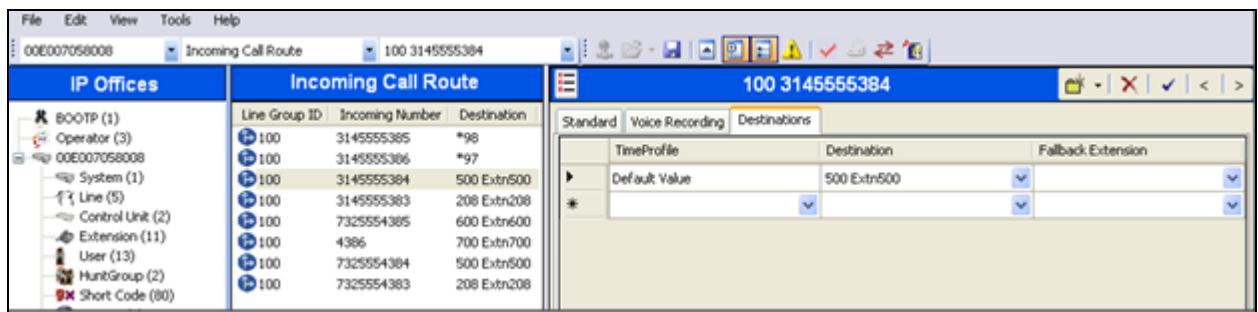 File Edit View Tools Help
00E007058008 Incoming Call Route 100 3145555384
IP Offices
BOOTP (1)
Operator (3)
00E007058008
System (1)
Line (5)
Control Unit (2)
Extension (11)
User (13)
HuntGroup (2)
Short Code (80)
Incoming Call Route
Line Group ID Incoming Number Destination
100 3145555385 *98
100 3145555386 *97
100 3145555384 500 Extn500
100 3145555383 208 Extn208
100 7325554385 600 Extn600
100 4386 700 Extn700
100 7325554384 500 Extn500
100 7325554383 208 Extn208
100 3145555384
Standard Voice Recording Destinations
TimeProfile Destination Fallback Extension
Default Value 500 Extn500